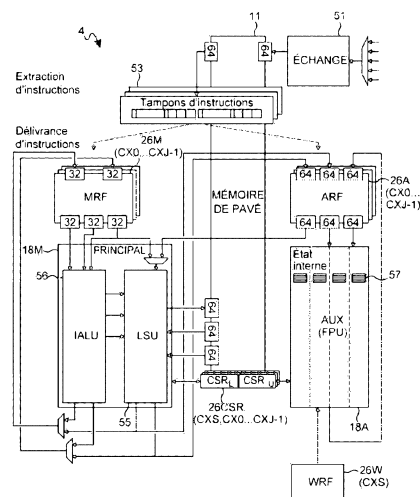 11
51
4
64
64
ÉCHANGE
53
Extraction
d'instructions
Tampons d'instructions
Délivrance
d'instructions
26M
(CX0...CXJ-1)
32
32
MRF
32
32
32
MÉMOIRE
DE PAVÉ
64
64
64
ARF
64
64
64
26A
(CX0...
CXJ-1)
18M
PRINCIPAL
56
IALU
LSU
64
64
64
État
interne
57
AUX
(FPU)
CSR L
CSR U
55
26CSR
(CXS,CX0...CXJ-1)
18A
WRF
26W
(CXS)